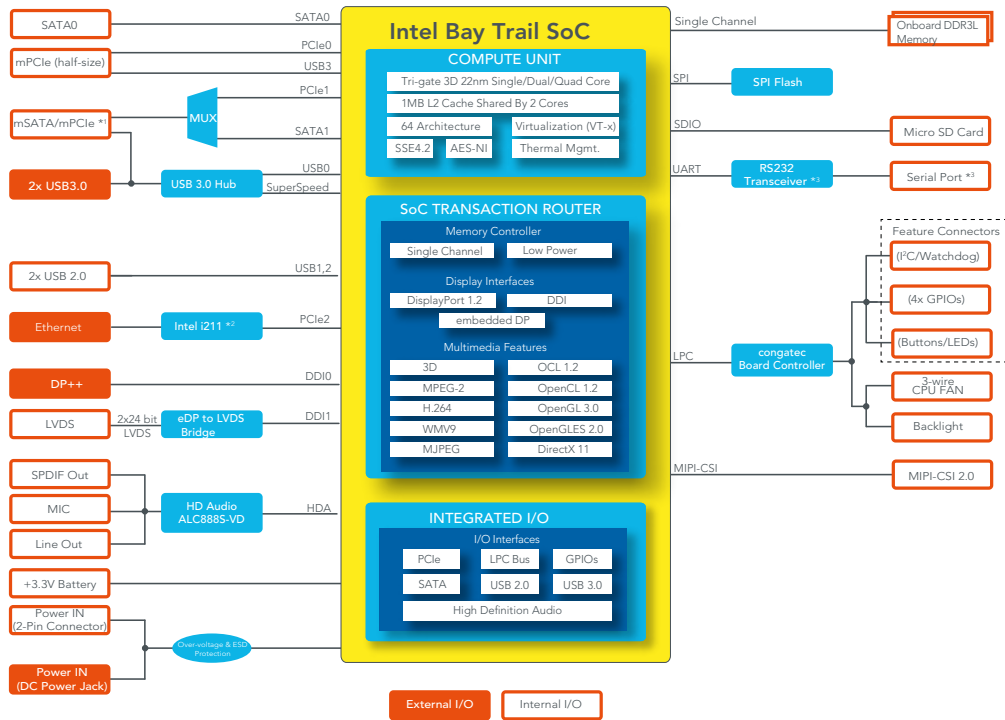 Intel Bay Trail SoC
COMPUTE UNIT
Tri-gate 3D 22nm Single/Dual/Quad Core
1MB L2 Cache Shared By 2 Cores
64 Architecture
Virtualization (VT-x)
SSE4.2
AES-NI
Thermal Mgmt.
SoC TRANSACTION ROUTER
Memory Controller
Single Channel
Low Power
Display Interfaces
DisplayPort 1.2
DDI
embedded DP
Multimedia Features
3D
OCL 1.2
MPEG-2
OpenCL 1.2
H.264
OpenGL 3.0
WMV9
OpenGLES 2.0
MJPEG
DirectX 11
INTEGRATED I/O
I/O Interfaces
PCIe
LPC Bus
GPIOs
SATA
USB 2.0
USB 3.0
High Definition Audio
SATA0
SATA0
mPCIe (half-size)
PCIe0
USB3
mSATA/mPCIe *1
MUX
PCIe1
SATA1
2x USB3.0
USB 3.0 Hub
USB0
SuperSpeed
2x USB 2.0
USB1,2
Ethernet
Intel i211 *2
PCIe2
DP++
DDI0
LVDS
2x24 bit
LVDS
eDP to LVDS
Bridge
DDI1
SPDIF Out
MIC
Line Out
HD Audio
ALC888S-VD
HDA
+3.3V Battery
Power IN
(2-Pin Connector)
Over-voltage & ESD
Protection
Power IN
(DC Power Jack)
Single Channel
Onboard DDR3L
Memory
SPI
SPI Flash
SDIO
Micro SD Card
UART
RS232
Transceiver *3
Serial Port *3
Feature Connectors
(I²C/Watchdog)
(4x GPIOs)
(Buttons/LEDs)
LPC
congatec
Board Controller
3-wire
CPU FAN
Backlight
MIPI-CSI
MIPI-CSI 2.0
External I/O
Internal I/O